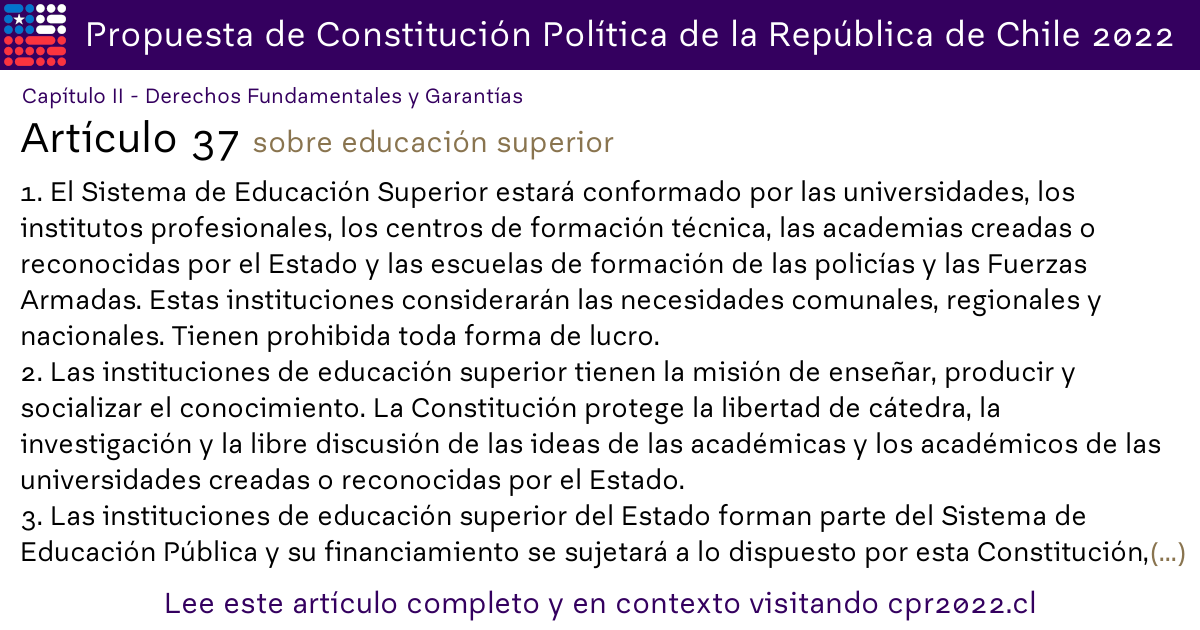 Propuesta de Constitución Política de la República de Chile 2022
Capítulo II - Derechos Fundamentales y Garantías
Artículo 37 sobre educación superior
1. El Sistema de Educación Superior estará conformado por las universidades, los
institutos profesionales, los centros de formación técnica, las academias creadas o
reconocidas por el Estado y las escuelas de formación de las policías y las Fuerzas
Armadas. Estas instituciones considerarán las necesidades comunales, regionales y
nacionales. Tienen prohibida toda forma de lucro.
2. Las instituciones de educación superior tienen la misión de enseñar, producir y
socializar el conocimiento. La Constitución protege la libertad de cátedra, la
investigación y la libre discusión de las ideas de las académicas y los académicos de las
universidades creadas o reconocidas por el Estado.
3. Las instituciones de educación superior del Estado forman parte del Sistema de
Educación Pública y su financiamiento se sujetará a lo dispuesto por esta Constitución,(...)
Lee este artículo completo y en contexto visitando cpr2022.cl